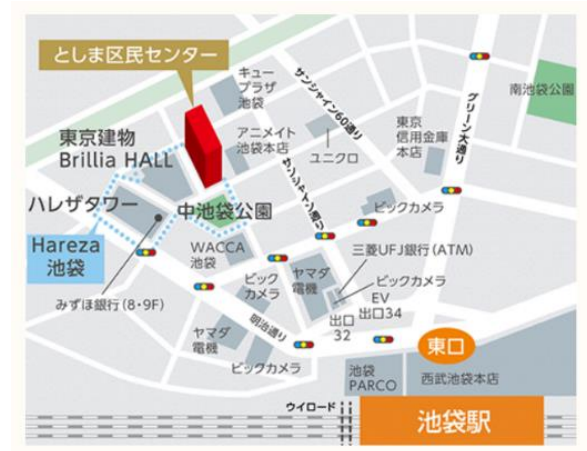 としま区民センター
キュー
プラザ
池袋
サンシャイン60通り
グリーン大通り
南池袋公園
東京建物
Brillia HALL
アニメイト
池袋本店
ユニクロ
東京
信用金庫
本店
サンシャイン通り
ハレザタワー
中池袋公園
ビックカメラ
Hareza
池袋
WACCA
池袋
三菱UFJ銀行(ATM)
みずほ銀行(8・9F)
ビック
カメラ
ヤマダ
電機
ビックカメラ
EV
出口34
出口
32
明治通り
ヤマダ
電機
東口
ビックカメラ
池袋
PARCO
西武池袋本店
ウイロード
池袋駅